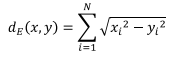 d_E(x, y) = \sum_{i=1}^{N} \sqrt{x_i^2 - y_i^2}